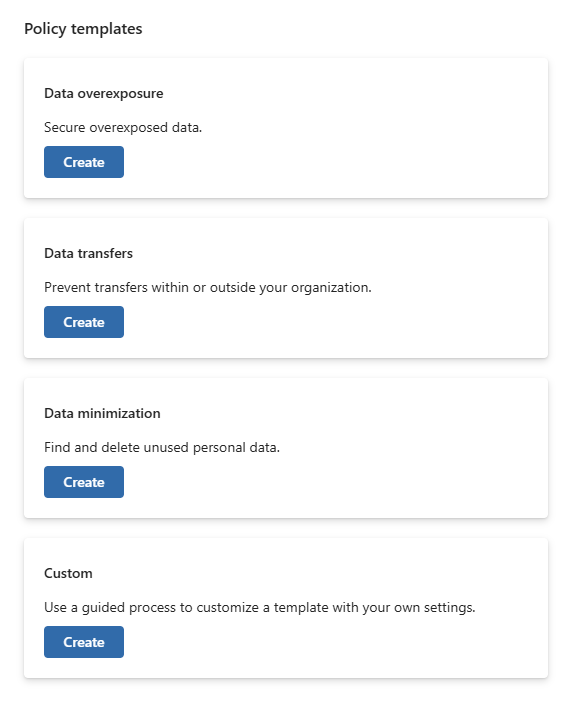 Policy templates
Data overexposure
Secure overexposed data.
Create
Data transfers
Prevent transfers within or outside your organization.
Create
Data minimization
Find and delete unused personal data.
Create
Custom
Use a guided process to customize a template with your own settings.
Create